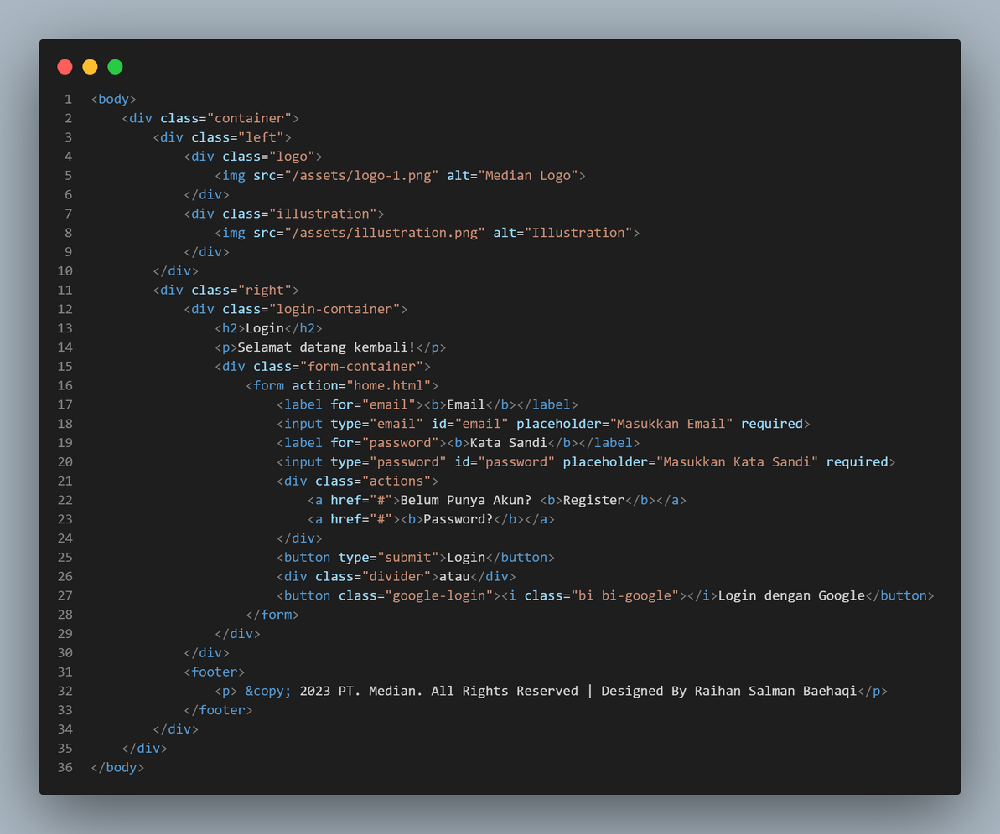 1 <body>
2     <div class="container">
3         <div class="left">
4             <div class="logo">
5                 <img src="/assets/logo-1.png" alt="Median Logo">
6             </div>
7             <div class="illustration">
8                 <img src="/assets/illustration.png" alt="Illustration">
9             </div>
10         </div>
11         <div class="right">
12             <div class="login-container">
13                 <h2>Login</h2>
14                 <p>Selamat datang kembali!</p>
15                 <div class="form-container">
16                     <form action="home.html">
17                         <label for="email"><b>Email</b></label>
18                         <input type="email" id="email" placeholder="Masukkan Email" required>
19                         <label for="password"><b>Kata Sandi</b></label>
20                         <input type="password" id="password" placeholder="Masukkan Kata Sandi" required>
21                         <div class="actions">
22                             <a href="#">Belum Punya Akun? <b>Register</b></a>
23                             <a href="#"><b>Password?</b></a>
24                         </div>
25                         <button type="submit">Login</button>
26                         <div class="divider">atau</div>
27                         <button class="google-login"><i class="bi bi-google"></i>Login dengan Google</button>
28                     </form>
29                 </div>
30             </div>
31             <footer>
32                 <p> &copy; 2023 PT. Median. All Rights Reserved | Designed By Raihan Salman Baehaqi</p>
33             </footer>
34         </div>
35     </div>
36 </body>